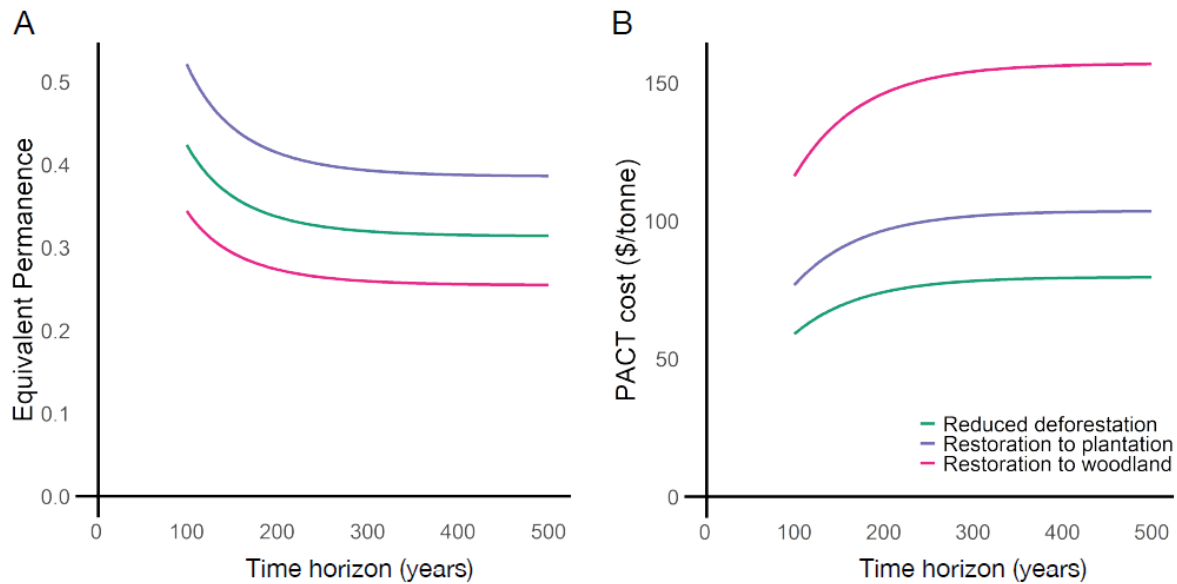 A
Equivalent Permanence
0.5
0.4
0.3
0.2
0.1
0.0
0 100 200 300 400 500
Time horizon (years)
B
PACT cost ($/tonne)
150
100
50
0
Reduced deforestation
Restoration to plantation
Restoration to woodland
0 100 200 300 400 500
Time horizon (years)